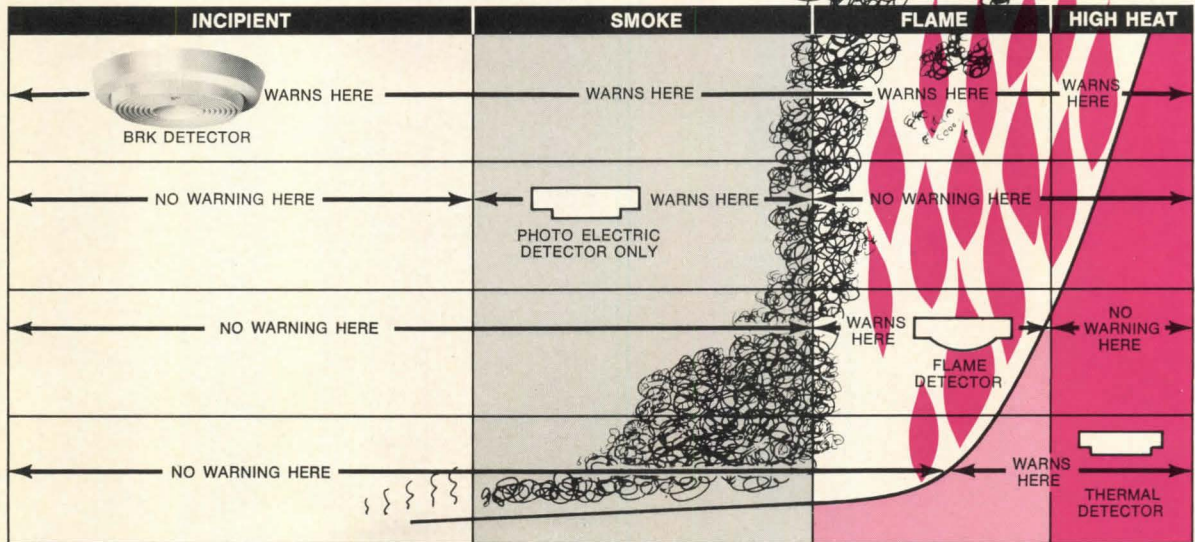 INCIPIENT SMOKE FLAME HIGH HEAT
WARNS HERE WARNS HERE WARNS HERE WARNS
HERE
BRK DETECTOR
NO WARNING HERE WARNS HERE NO WARNING HERE
PHOTO ELECTRIC
DETECTOR ONLY
NO WARNING HERE WARNS
HERE NO
WARNING
HERE
FLAME
DETECTOR
NO WARNING HERE WARNS
HERE
THERMAL
DETECTOR